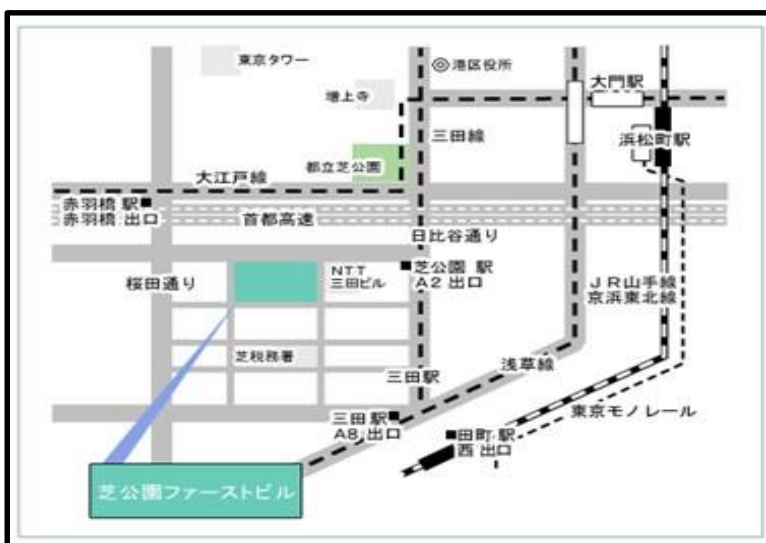 東京タワー
◎港区役所
大門駅
増上寺
三田線
浜松町駅
都立芝公園
大江戸線
赤羽橋 駅■
赤羽橋 出口
首都高速
日比谷通り
桜田通り
NTT
三田ビル
■芝公園 駅
A2 出口
JR山手線
京浜東北線
芝税務署
三田駅
浅草線
三田 駅■
A8 出口
東京モノレール
■田町 駅
西 出口
芝公園ファーストビル